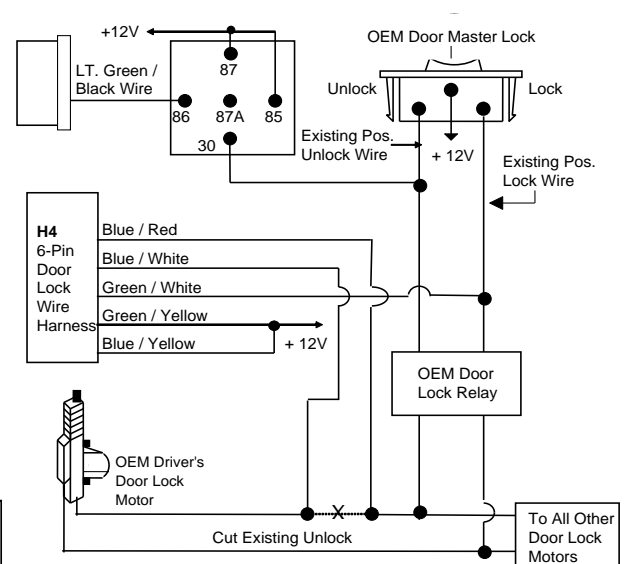 +12V
87
LT. Green /
Black Wire
86
87A
85
30
OEM Door Master Lock
Unlock
Lock
Existing Pos.
Unlock Wire
+ 12V
Existing Pos.
Lock Wire
H4
6-Pin
Door
Lock
Wire
Harness
Blue / Red
Blue / White
Green / White
Green / Yellow
Blue / Yellow
+ 12V
OEM Door
Lock Relay
OEM Driver's
Door Lock
Motor
X
Cut Existing Unlock
To All Other
Door Lock
Motors